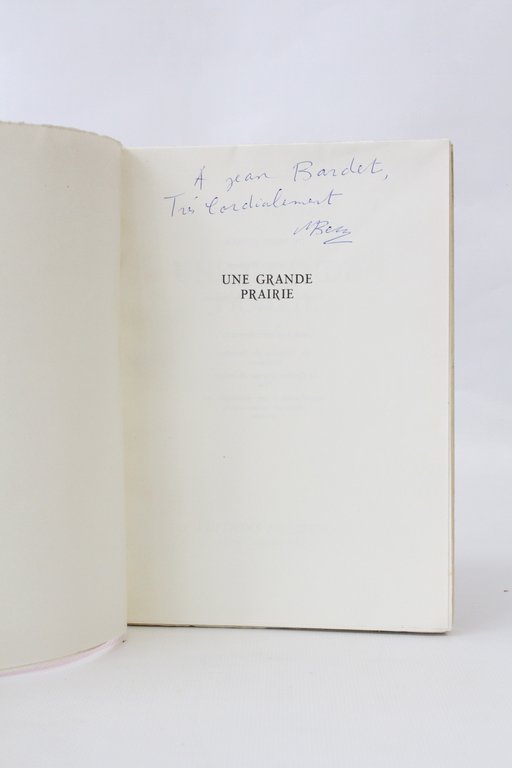 À Jean Bardet,
Très Cordialement
UNE GRANDE
PRAIRIE